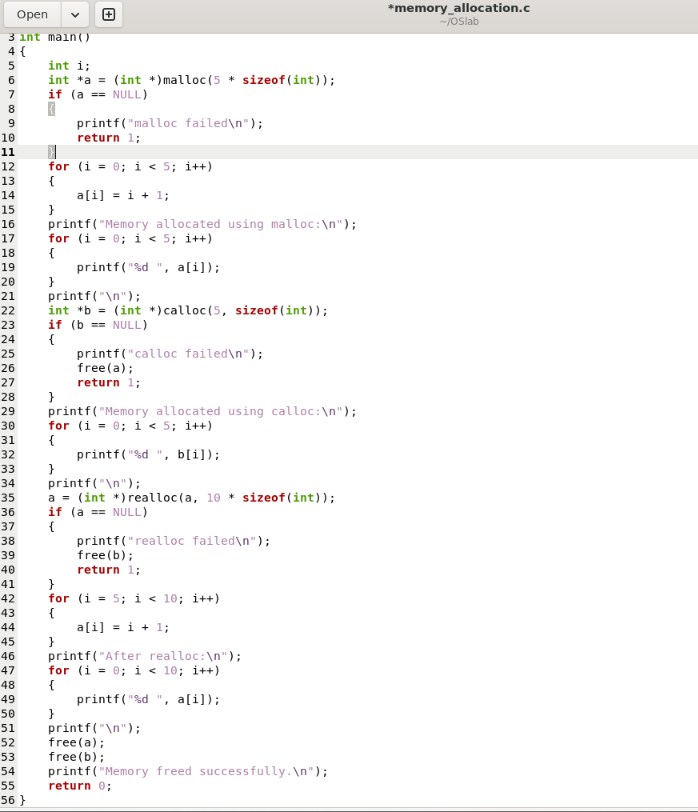 Open
*memory_allocation.c
~/OSlab
3 int main()
4 {
5     int i;
6     int *a = (int *)malloc(5 * sizeof(int));
7     if (a == NULL)
8     {
9         printf("malloc failed\n");
10         return 1;
11     }
12     for (i = 0; i < 5; i++)
13     {
14         a[i] = i + 1;
15     }
16     printf("Memory allocated using malloc:\n");
17     for (i = 0; i < 5; i++)
18     {
19         printf("%d ", a[i]);
20     }
21     printf("\n");
22     int *b = (int *)calloc(5, sizeof(int));
23     if (b == NULL)
24     {
25         printf("calloc failed\n");
26         free(a);
27         return 1;
28     }
29     printf("Memory allocated using calloc:\n");
30     for (i = 0; i < 5; i++)
31     {
32         printf("%d ", b[i]);
33     }
34     printf("\n");
35     a = (int *)realloc(a, 10 * sizeof(int));
36     if (a == NULL)
37     {
38         printf("realloc failed\n");
39         free(b);
40         return 1;
41     }
42     for (i = 5; i < 10; i++)
43     {
44         a[i] = i + 1;
45     }
46     printf("After realloc:\n");
47     for (i = 0; i < 10; i++)
48     {
49         printf("%d ", a[i]);
50     }
51     printf("\n");
52     free(a);
53     free(b);
54     printf("Memory freed successfully.\n");
55     return 0;
56 }